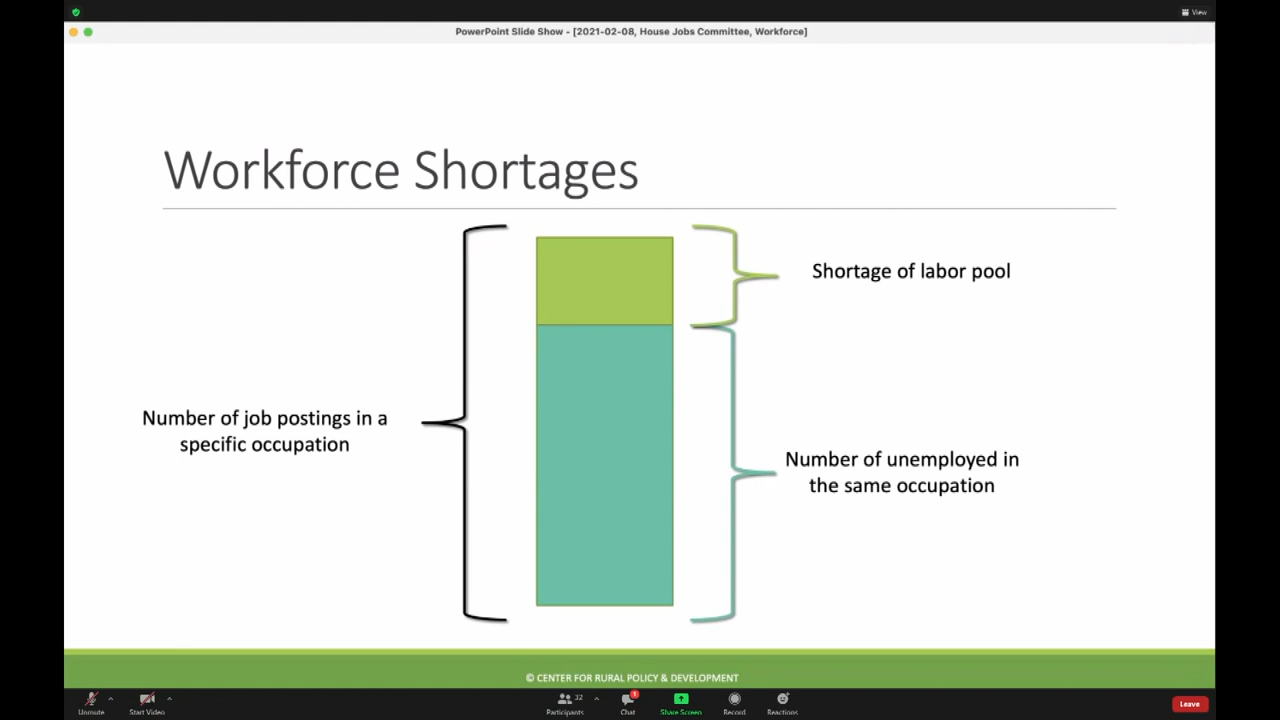 View
PowerPoint Slide Show - [2021-02-08, House Jobs Committee, Workforce]
Workforce Shortages
Shortage of labor pool
Number of job postings in a
specific occupation
Number of unemployed in
the same occupation
© CENTER FOR RURAL POLICY & DEVELOPMENT
32
1
Unmute
Start Video
Participants
Chat
Share Screen
Record
Reactions
Leave